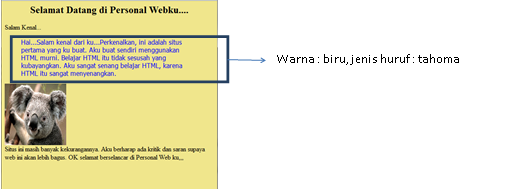 Selamat Datang di Personal Webku....
Salam Kenal..
Hai...Salam kenal dari ku...Perkenalkan, ini adalah situs
pertama yang ku buat. Aku buat sendiri menggunakan
HTML murni. Belajar HTML itu tidak sesusah yang
kubayangkan. Aku sangat senang belajar HTML, karena
HTML itu sangat menyenangkan.
Warna : biru, jenis huruf : tahoma
Situs ini masih banyak kekurangannya. Aku berharap ada kritik dan saran supaya
web ini akan lebih bagus. OK selamat berselancar di Personal Web ku,,,